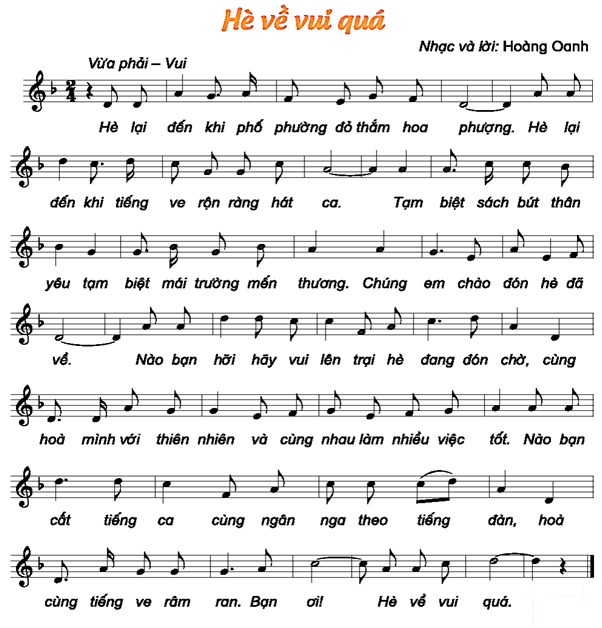 Hè về vui quá
Nhạc và lời: Hoàng Oanh
Vừa phải – Vui
2
4
Hè lại đến khi phố phường đỏ thắm hoa phượng. Hè lại
đến khi tiếng ve rộn ràng hát ca. Tạm biệt sách bút thân
yêu tạm biệt mái trường mến thương. Chúng em chào đón hè đã
về. Nào bạn hỡi hãy vui lên trại hè đang đón chờ, cùng
hoà mình với thiên nhiên và cùng nhau làm nhiều việc tốt. Nào bạn
cất tiếng ca cùng ngân nga theo tiếng đàn, hoà
cùng tiếng ve râm ran. Bạn ơi! Hè về vui quá.